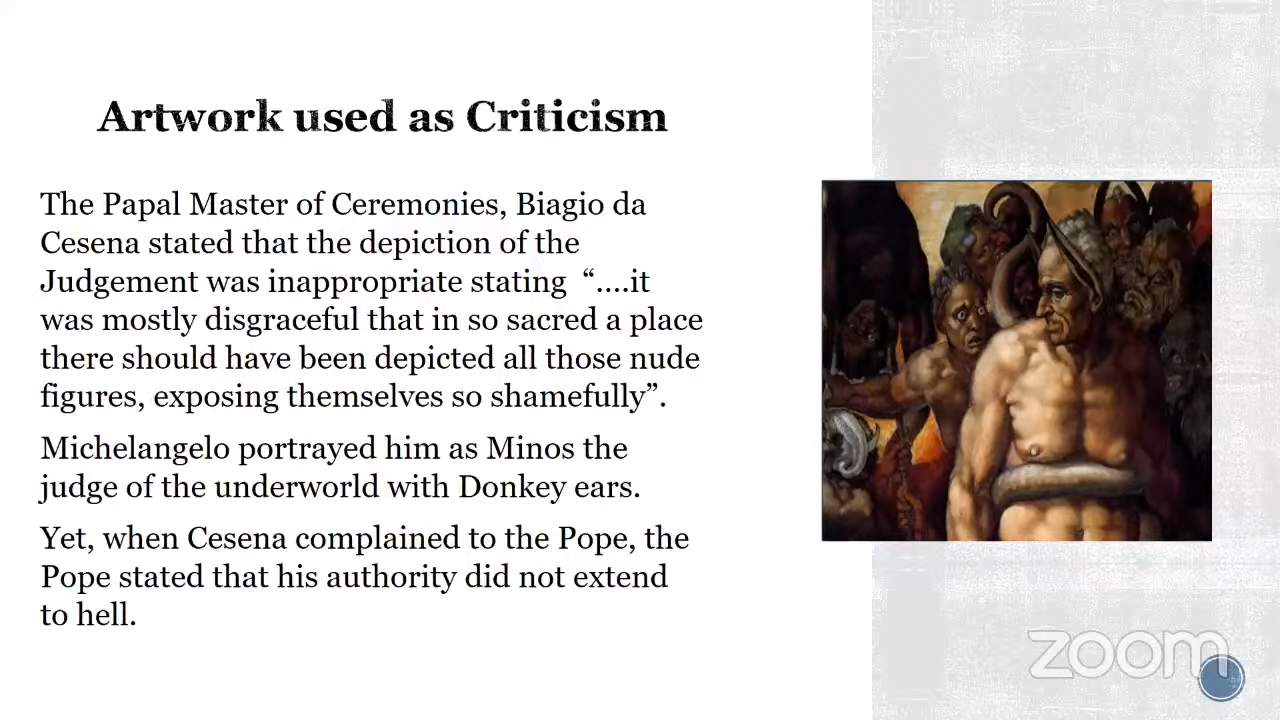 Artwork used as Criticism
The Papal Master of Ceremonies, Biagio da
Cesena stated that the depiction of the
Judgement was inappropriate stating “....it
was mostly disgraceful that in so sacred a place
there should have been depicted all those nude
figures, exposing themselves so shamefully”.
Michelangelo portrayed him as Minos the
judge of the underworld with Donkey ears.
Yet, when Cesena complained to the Pope, the
Pope stated that his authority did not extend
to hell.
zoom